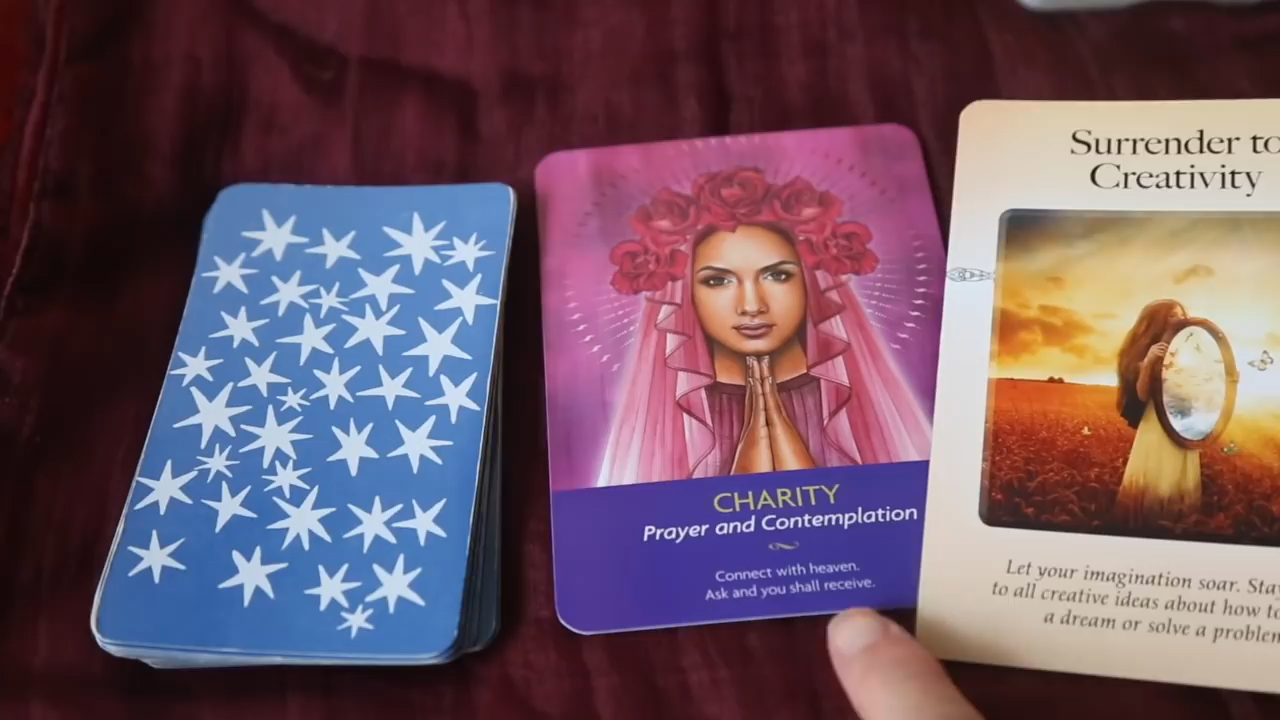 CHARITY
Prayer and Contemplation
Connect with heaven.
Ask and you shall receive.
Surrender to
Creativity
Let your imagination soar. Stay
to all creative ideas about how to
a dream or solve a problem